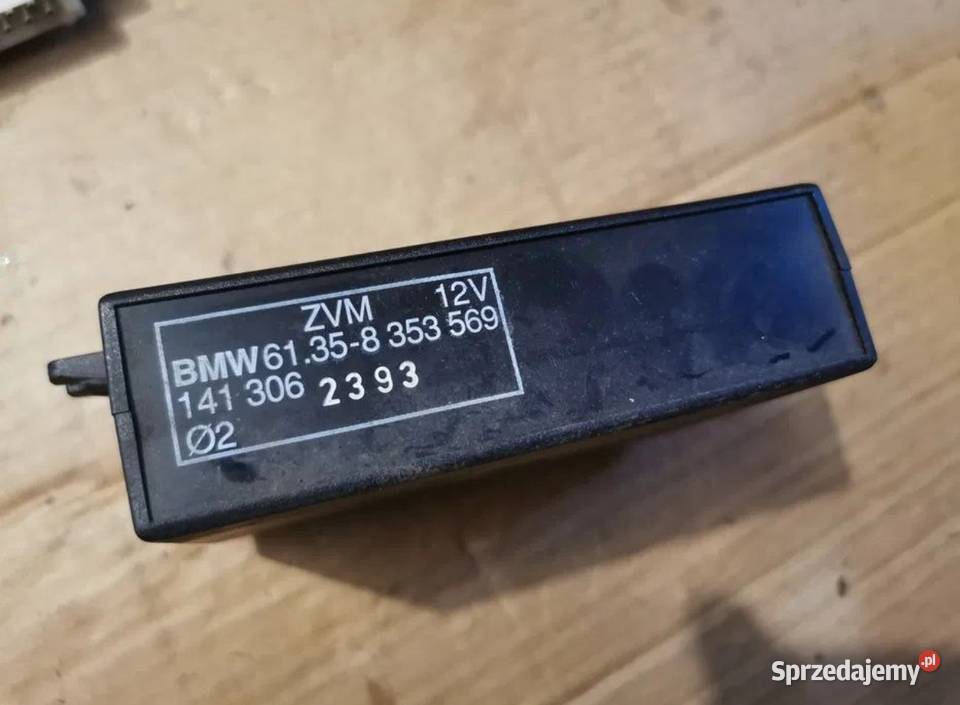 ZVM 12V
BMW 61.35-8 353 569
141 306 2393
Ø2
Sprzedajemy.pl